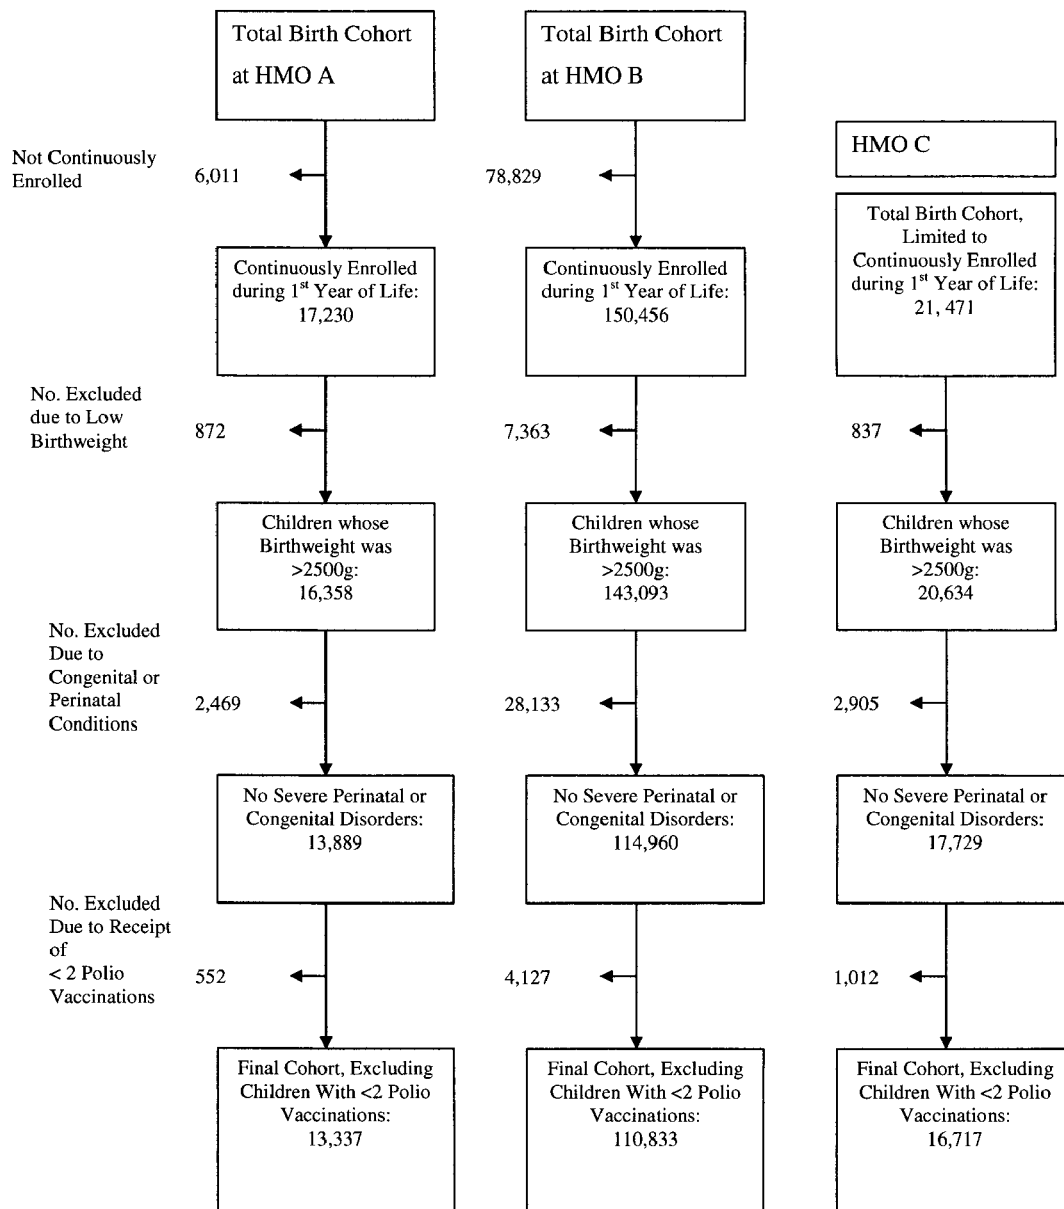 Total Birth Cohort
at HMO A
Total Birth Cohort
at HMO B
HMO C
Not Continuously
Enrolled
6,011
78,829
Continuously Enrolled
during 1st Year of Life:
17,230
Continuously Enrolled
during 1st Year of Life:
150,456
Total Birth Cohort,
Limited to
Continuously Enrolled
during 1st Year of Life:
21, 471
No. Excluded
due to Low
Birthweight
872
7,363
837
Children whose
Birthweight was
>2500g:
16,358
Children whose
Birthweight was
>2500g:
143,093
Children whose
Birthweight was
>2500g:
20,634
No. Excluded
Due to
Congenital or
Perinatal
Conditions
2,469
28,133
2,905
No Severe Perinatal or
Congenital Disorders:
13,889
No Severe Perinatal or
Congenital Disorders:
114,960
No Severe Perinatal or
Congenital Disorders:
17,729
No. Excluded
Due to Receipt
of
< 2 Polio
Vaccinations
552
4,127
1,012
Final Cohort, Excluding
Children With <2 Polio
Vaccinations:
13,337
Final Cohort, Excluding
Children With <2 Polio
Vaccinations:
110,833
Final Cohort, Excluding
Children With <2 Polio
Vaccinations:
16,717